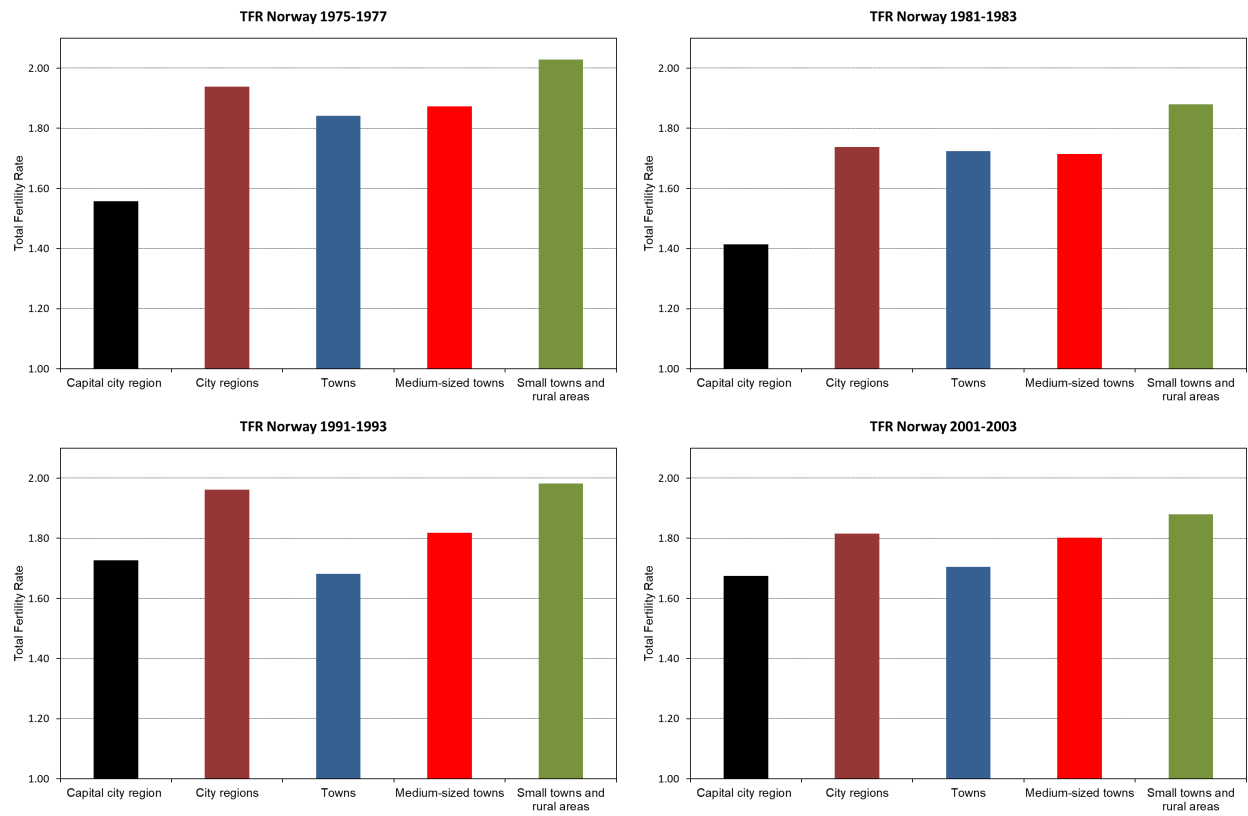 TFR Norway 1975-1977
Total Fertility Rate
2.00
1.80
1.60
1.40
1.20
1.00
Capital city region
City regions
Towns
Medium-sized towns
Small towns and
rural areas
TFR Norway 1981-1983
Total Fertility Rate
2.00
1.80
1.60
1.40
1.20
1.00
Capital city region
City regions
Towns
Medium-sized towns
Small towns and
rural areas
TFR Norway 1991-1993
Total Fertility Rate
2.00
1.80
1.60
1.40
1.20
1.00
Capital city region
City regions
Towns
Medium-sized towns
Small towns and
rural areas
TFR Norway 2001-2003
Total Fertility Rate
2.00
1.80
1.60
1.40
1.20
1.00
Capital city region
City regions
Towns
Medium-sized towns
Small towns and
rural areas